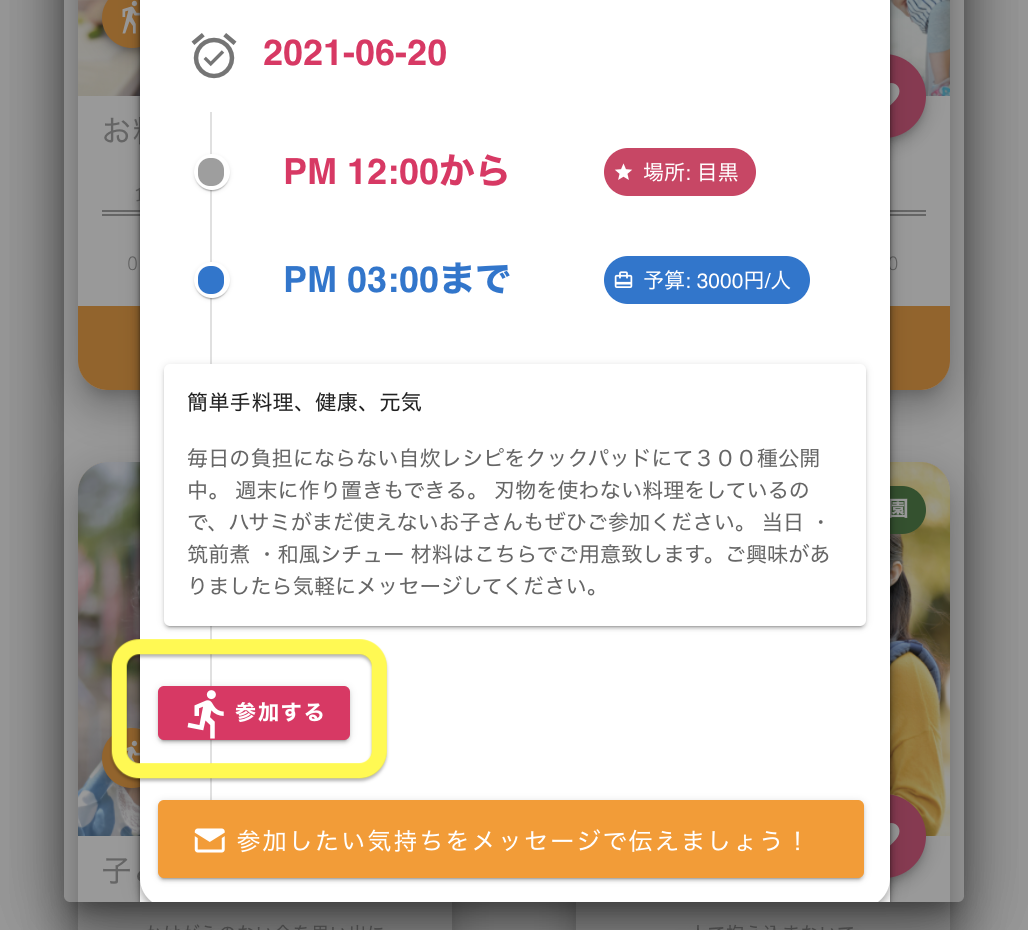 2021-06-20
PM 12:00から
場所: 目黒
PM 03:00まで
予算: 3000円/人
簡単手料理、健康、元気
毎日の負担にならない自炊レシピをクックパッドにて３００種公開
中。 週末に作り置きもできる。 刃物を使わない料理をしているの
で、ハサミがまだ使えないお子さんもぜひご参加ください。 当日 ・
筑前煮 ・和風シチュー 材料はこちらでご用意致します。ご興味があ
りましたら気軽にメッセージしてください。
参加する
参加したい気持ちをメッセージで伝えましょう！
お
園
子